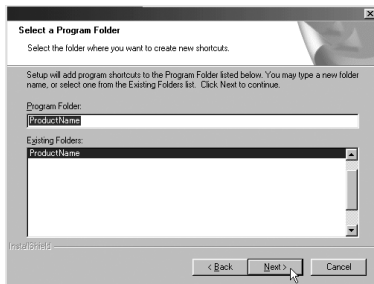 Select a Program Folder
Select the folder where you want to create new shortcuts.
Setup will add program shortcuts to the Program Folder listed below. You may type a new folder
name, or select one from the Existing Folders list. Click Next to continue.
Program Folder:
ProductName
Existing Folders:
ProductName
InstallShield
< Back
Next >
Cancel